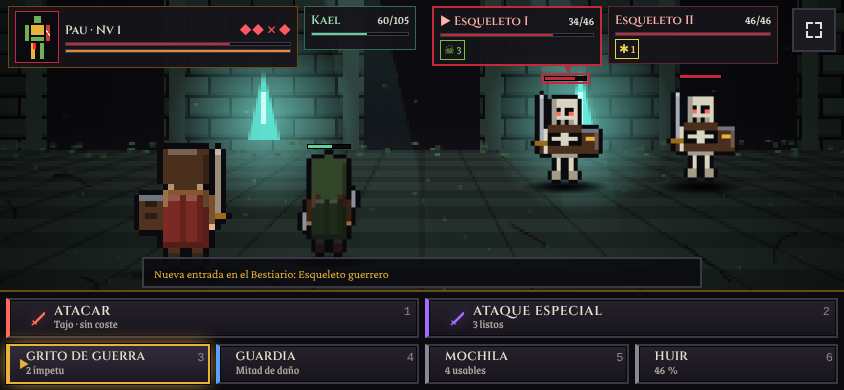 PAU · NV 1
KAEL 60/105
ESQUELETO I 34/46
3
ESQUELETO II 46/46
1
Nueva entrada en el Bestiario: Esqueleto guerrero
ATACAR 1
Tajo · sin coste
ATAQUE ESPECIAL 2
3 listos
GRITO DE GUERRA 3
2 ímpetu
GUARDIA 4
Mitad de daño
MOCHILA 5
4 usables
HUIR 6
46 %